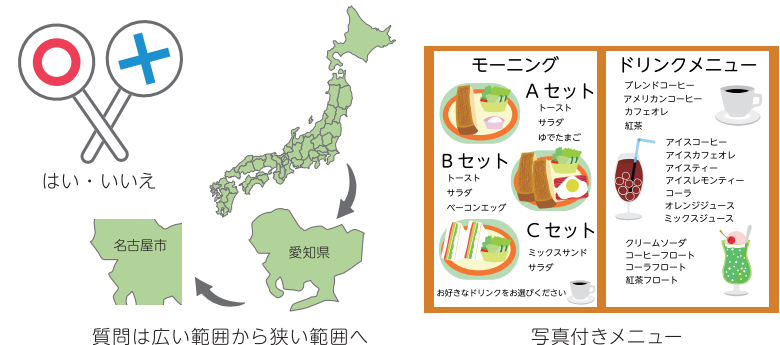 はい・いいえ
愛知県
名古屋市
質問は広い範囲から狭い範囲へ
モーニング
Aセット
トースト
サラダ
ゆでたまご
Bセット
トースト
サラダ
ベーコンエッグ
Cセット
ミックスサンド
サラダ
お好きなドリンクをお選びください
ドリンクメニュー
ブレンドコーヒー
アメリカンコーヒー
カフェオレ
紅茶
アイスコーヒー
アイスカフェオレ
アイスティー
アイスレモンティー
コーラ
オレンジジュース
ミックスジュース
クリームソーダ
コーヒーフロート
コーラフロート
紅茶フロート
写真付きメニュー